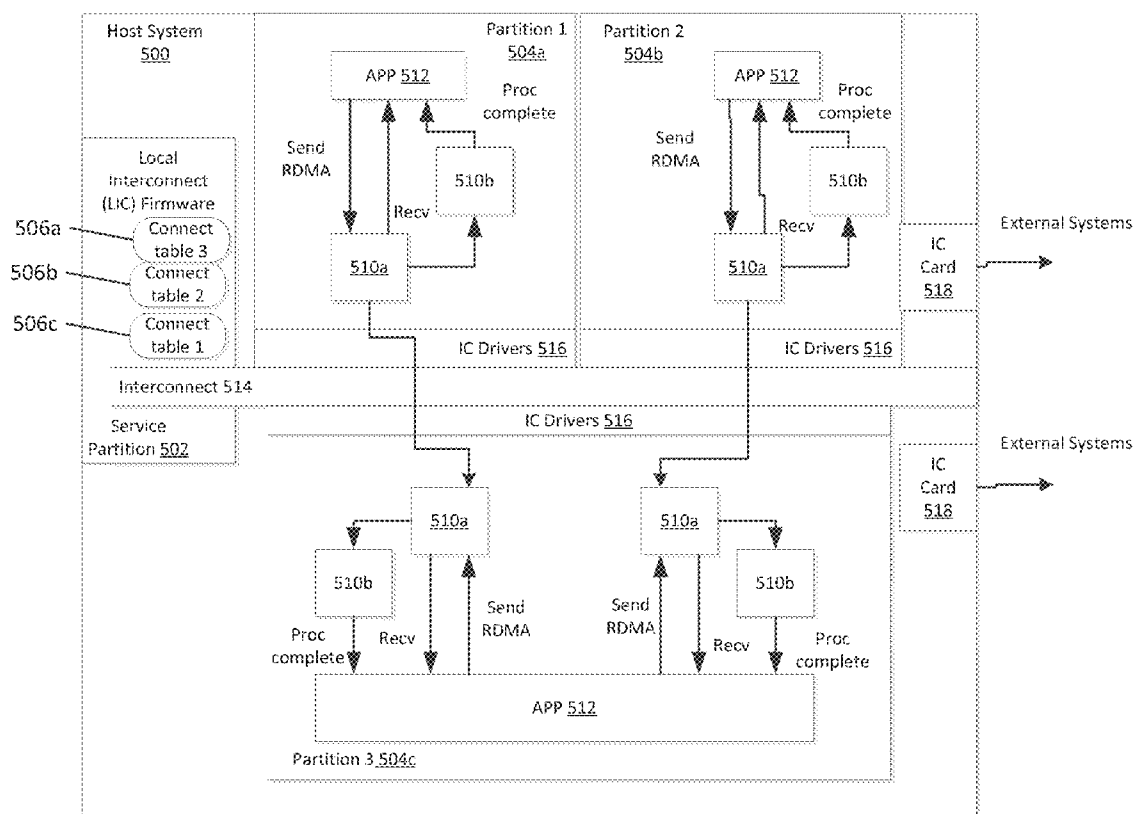 Host System
500
Partition 1
504a
APP 512
Proc
complete
Send
RDMA
510b
Recv
510a
IC Drivers 516
Partition 2
504b
APP 512
Proc
complete
Send
RDMA
510b
Recv
510a
IC Drivers 516
Local
Interconnect
(LIC) Firmware
506a
Connect
table 3
506b
Connect
table 2
506c
Connect
table 1
IC
Card
518
External Systems
Interconnect 514
Service
Partition 502
IC Drivers 516
IC
Card
518
External Systems
510a
510a
510b
510b
Proc
complete
Recv
Send
RDMA
Send
RDMA
Recv
Proc
complete
APP 512
Partition 3 504c